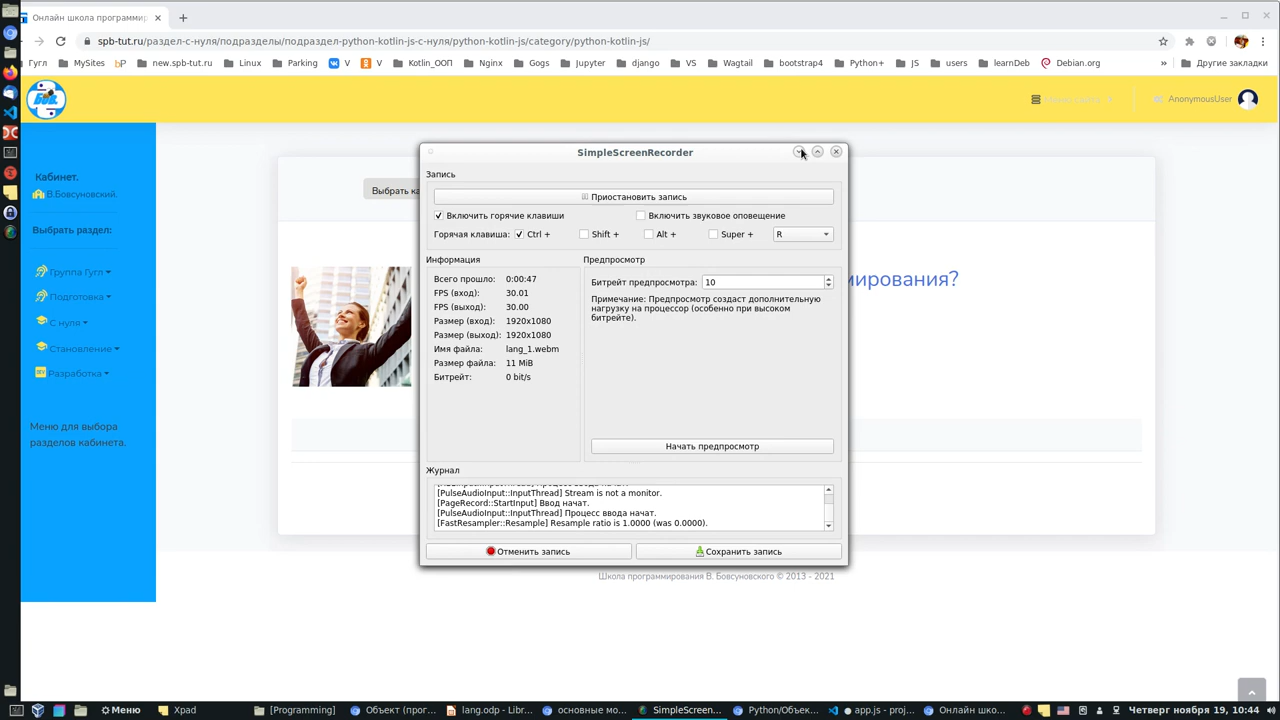 Онлайн школа программир
spb-tut.ru/раздел-с-нуля/подразделы/подраздел-python-kotlin-js-с-нуля/python-kotlin-js/category/python-kotlin-js/
Гугл MySites new.spb-tut.ru Linux Parking V V Kotlin_ООП Nginx Gogs Jupyter django VS Wagtail bootstrap4 Python+ JS users learnDeb Debian.org » Другие закладки
AnonymousUser
Кабинет.
В.Бовсуновский.
Выбрать раздел:
Группа Гугл
Подготовка
С нуля
Становление
Разработка
Меню для выбора
разделов кабинета.
Выбрать ка
мирования?
SimpleScreenRecorder
Запись
Приостановить запись
Включить горячие клавиши Включить звуковое оповещение
Горячая клавиша: Ctrl + Shift + Alt + Super + R
Информация
Всего прошло: 0:00:47
FPS (вход): 30.01
FPS (выход): 30.00
Размер (вход): 1920x1080
Размер (выход): 1920x1080
Имя файла: lang_1.webm
Размер файла: 11 MiB
Битрейт: 0 bit/s
Предпросмотр
Битрейт предпросмотра: 10
Примечание: Предпросмотр создаст дополнительную
нагрузку на процессор (особенно при высоком
битрейте).
Начать предпросмотр
Журнал
[PulseAudioInput::InputThread] Stream is not a monitor.
[PageRecord::StartInput] Ввод начат.
[PulseAudioInput::InputThread] Процесс ввода начат.
[FastResampler::Resample] Resample ratio is 1.0000 (was 0.0000).
Отменить запись Сохранить запись
Школа программирования В. Бовсуновского © 2013 - 2021
Меню Xpad [Programming] Объект (прог... lang.odp - Libr... основные мо... SimpleScreen... Python/Объек... app.js - proj... Онлайн шко... Четверг ноября 19, 10:44